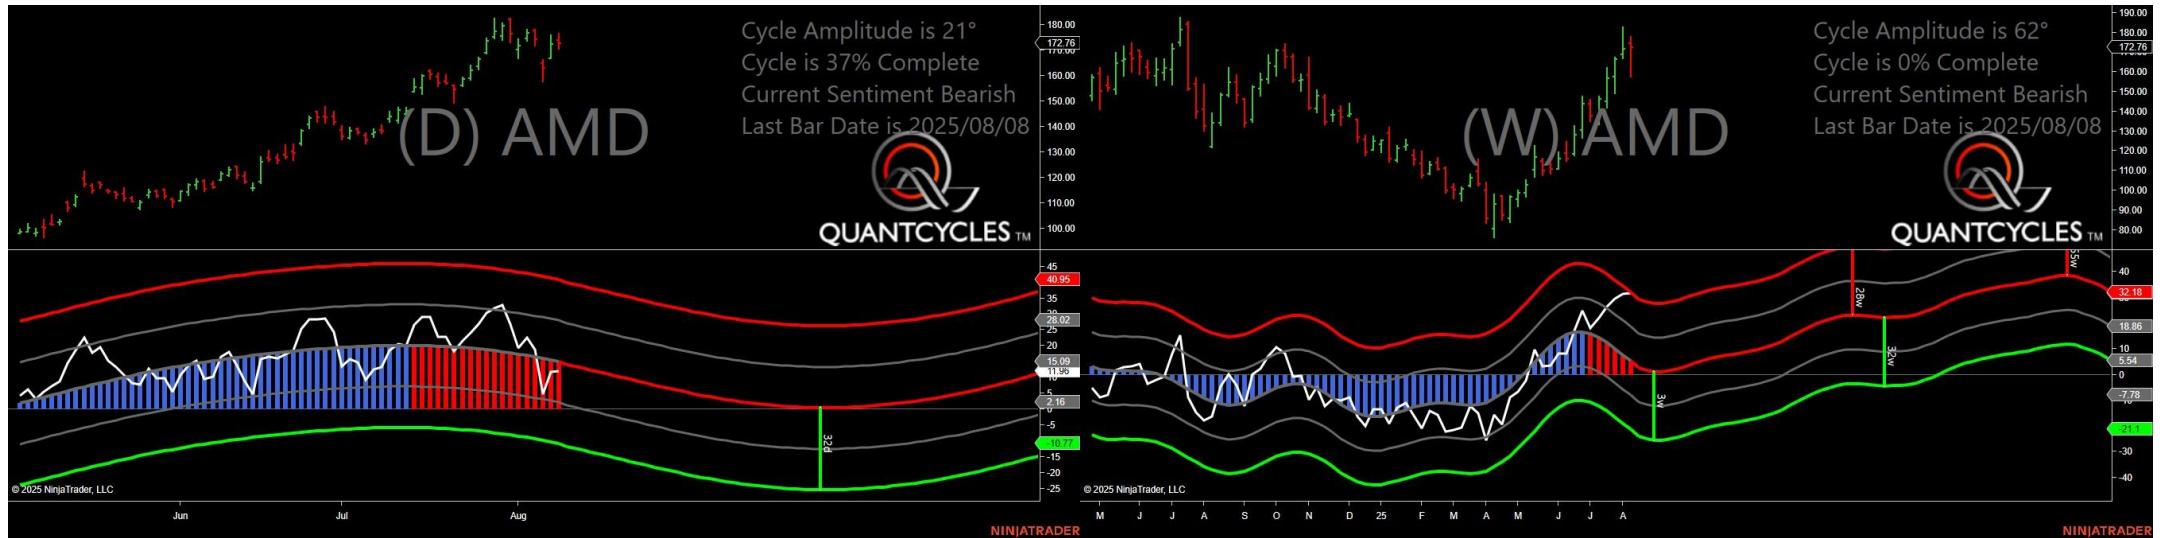 Cycle Amplitude is 21°
Cycle is 37% Complete
Current Sentiment Bearish
Last Bar Date is 2025/08/08
(D) AMD
QUANTCYCLES TM
180.00
172.76
160.00
150.00
140.00
130.00
120.00
110.00
100.00
45
40.95
35
28.02
25
20
15.09
11.96
2.16
-5
-10.77
-15
-20
-25
32d
© 2025 NinjaTrader, LLC
Jun
Jul
Aug
NINJATRADER
Cycle Amplitude is 62°
Cycle is 0% Complete
Current Sentiment Bearish
Last Bar Date is 2025/08/08
(W) AMD
QUANTCYCLES TM
190.00
180.00
172.76
160.00
150.00
140.00
130.00
120.00
110.00
100.00
90.00
80.00
40
32.18
18.86
10
5.54
0
-7.78
-21.1
-30
-40
3w
28w
32w
© 2025 NinjaTrader, LLC
M
J
J
A
S
O
N
D
25
F
M
A
M
J
J
A
NINJATRADER